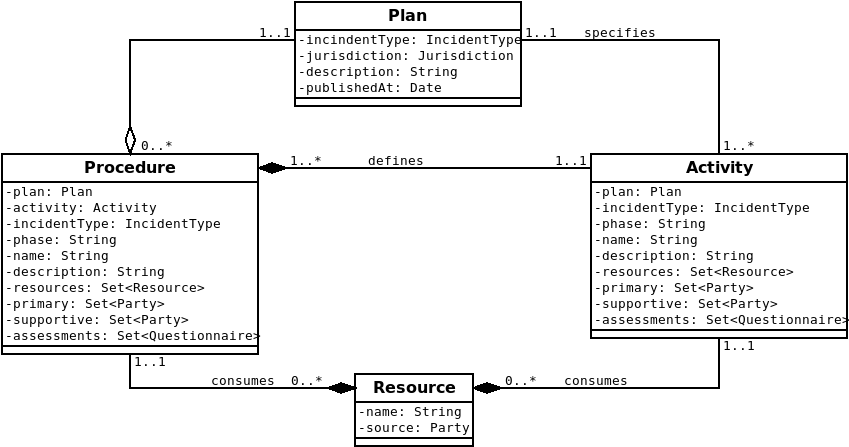 Plan
-incindentType: IncidentType
-jurisdiction: Jurisdiction
-description: String
-publishedAt: Date
1..1
1..1 specifies
0..*
1..*
Procedure
-plan: Plan
-activity: Activity
-incidentType: IncidentType
-phase: String
-name: String
-description: String
-resources: Set<Resource>
-primary: Set<Party>
-supportive: Set<Party>
-assessments: Set<Questionnaire>
1..* defines 1..1
Activity
-plan: Plan
-incidentType: IncidentType
-phase: String
-name: String
-description: String
-resources: Set<Resource>
-primary: Set<Party>
-supportive: Set<Party>
-assessments: Set<Questionnaire>
1..1
1..1
consumes 0..*
0..* consumes
Resource
-name: String
-source: Party